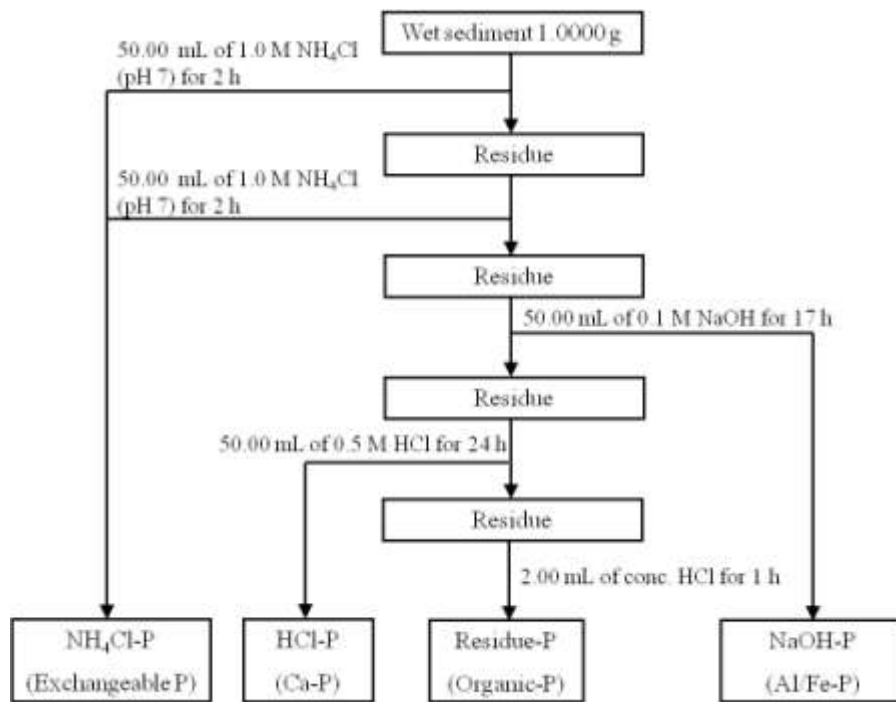 Wet sediment 1.0000 g
50.00 mL of 1.0 M NH₄Cl
(pH 7) for 2 h
Residue
50.00 mL of 1.0 M NH₄Cl
(pH 7) for 2 h
Residue
50.00 mL of 0.1 M NaOH for 17 h
Residue
50.00 mL of 0.5 M HCl for 24 h
Residue
2.00 mL of conc. HCl for 1 h
NH₄Cl-P
(Exchangeable P)
HCl-P
(Ca-P)
Residue-P
(Organic-P)
NaOH-P
(Al/Fe-P)